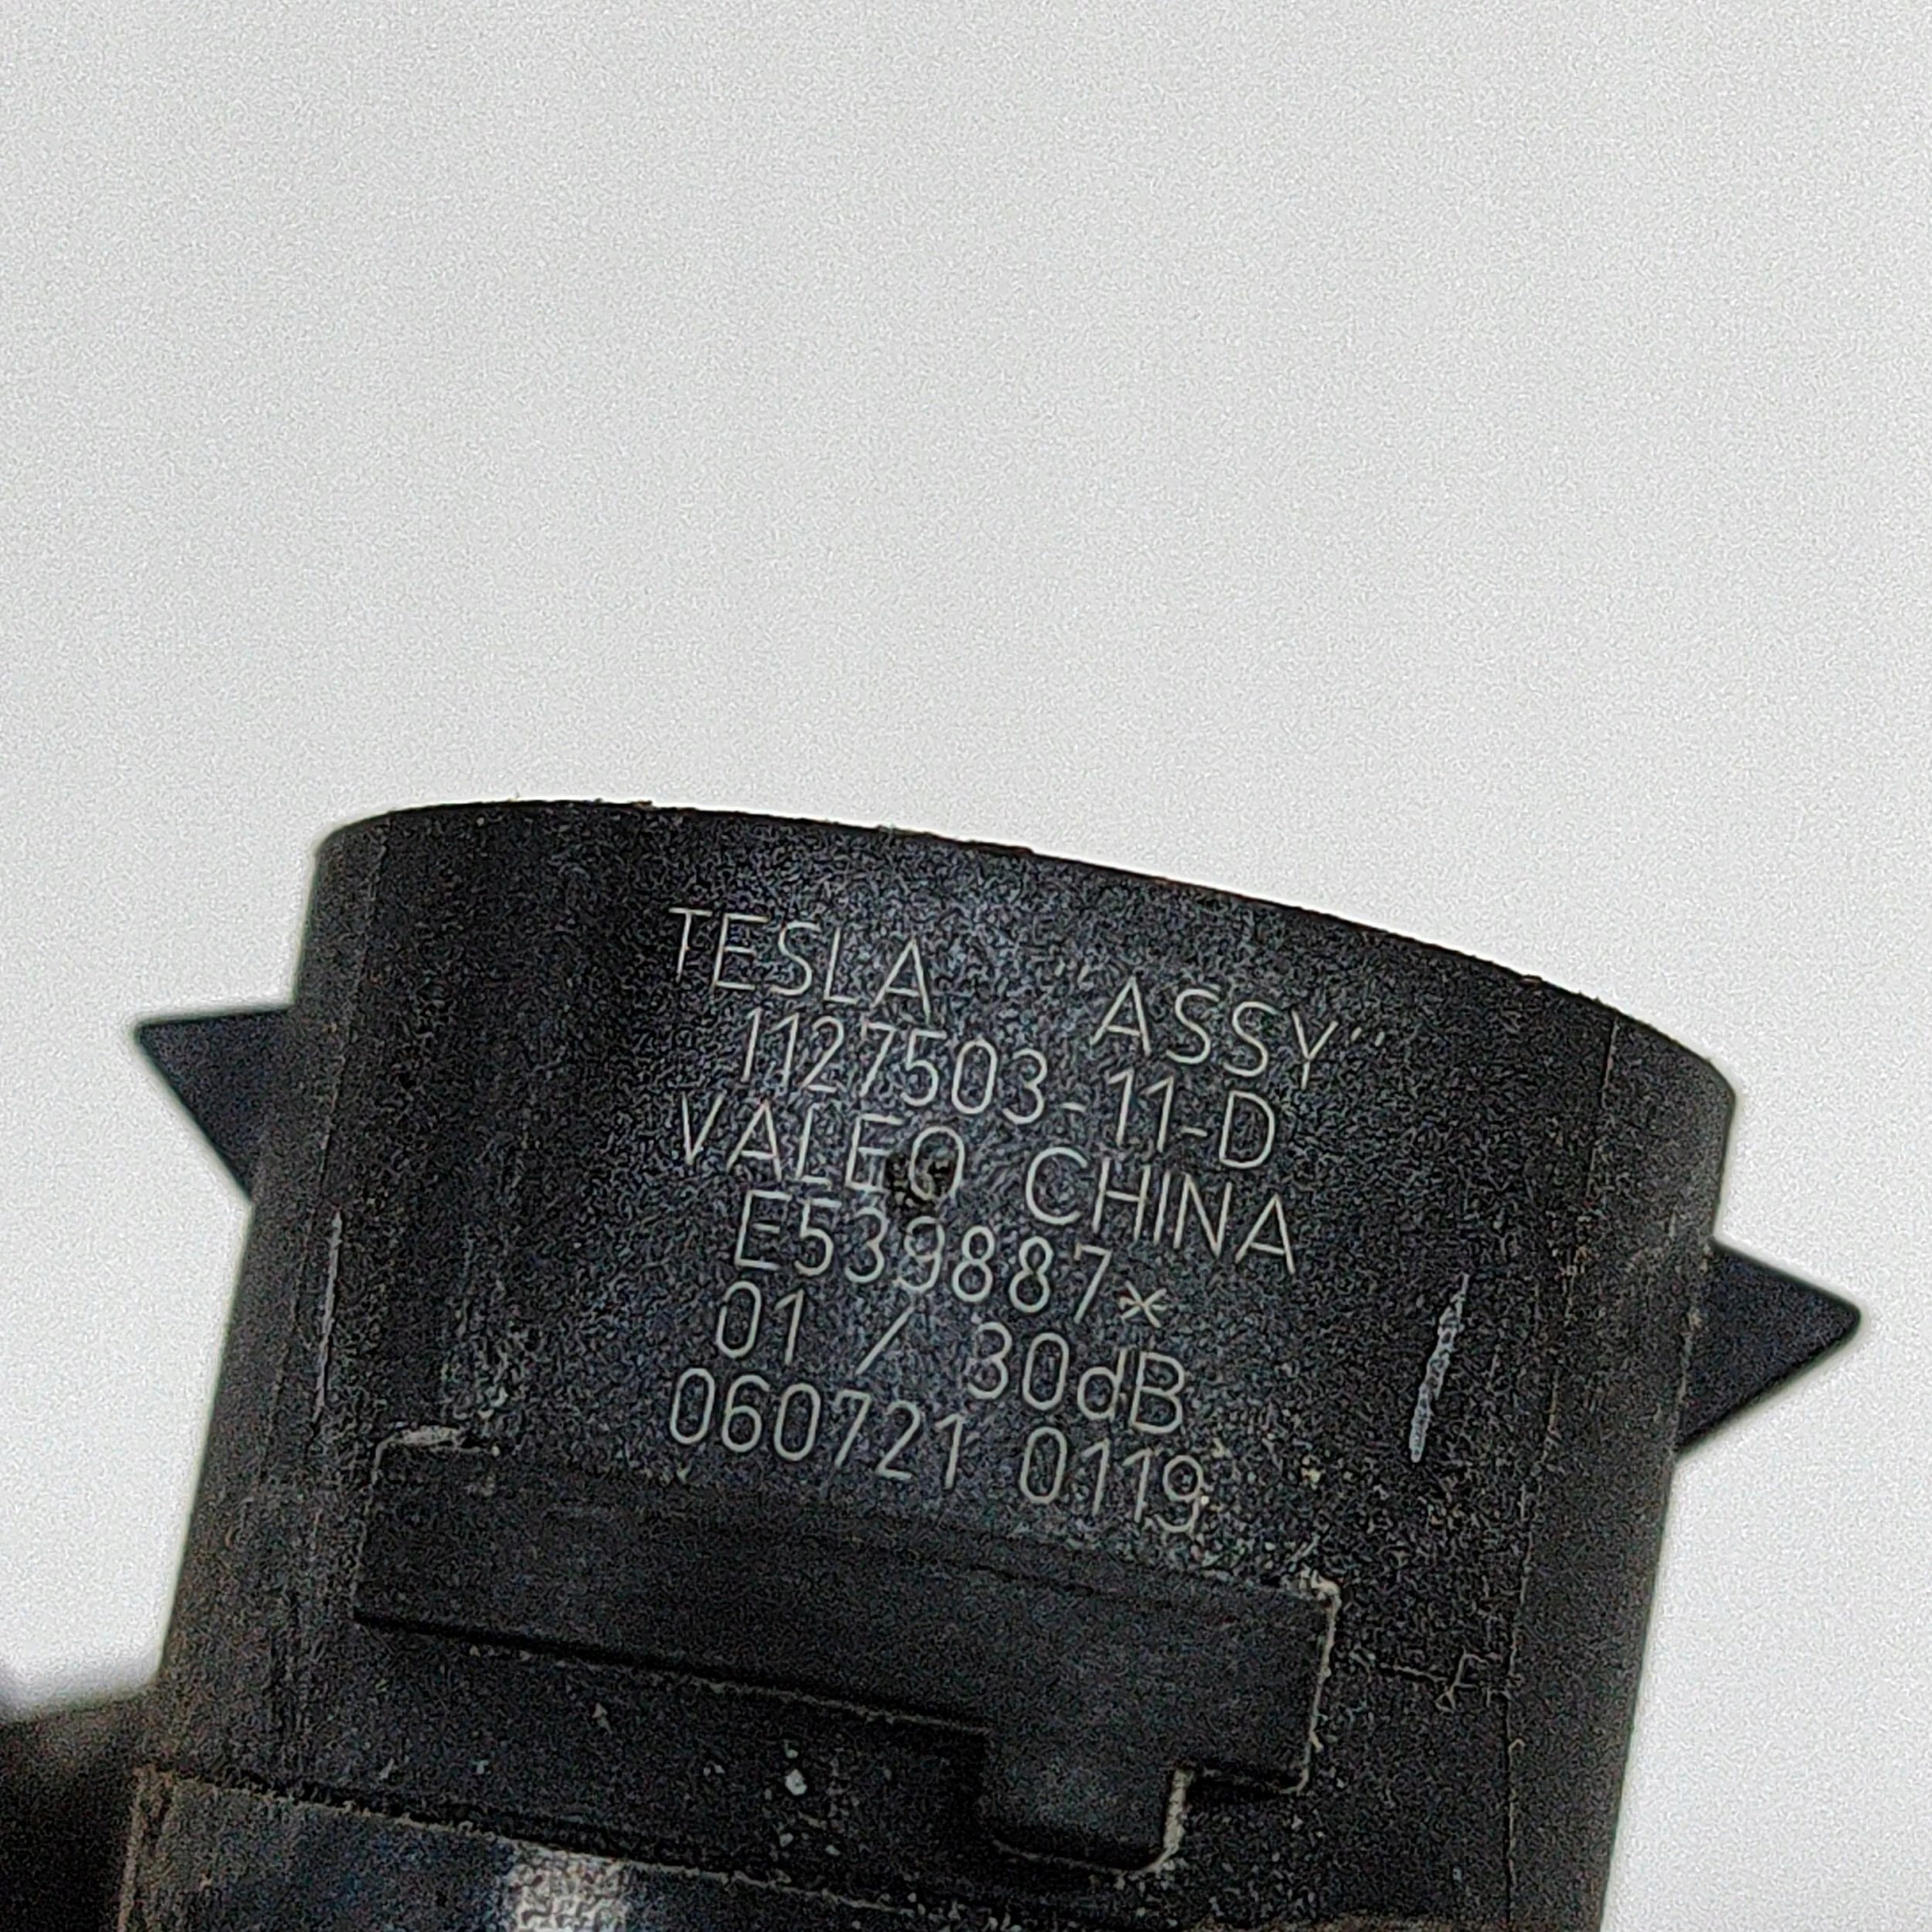 TESLA "ASSY"
1127503-11-D
VALEO CHINA
E539887*
01 / 30dB
060721 0119